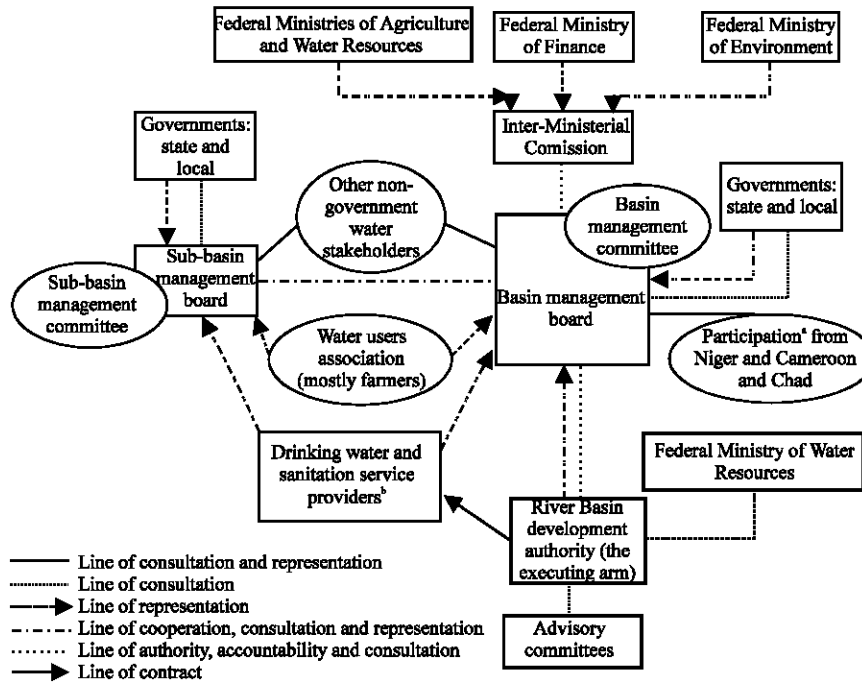 Federal Ministries of Agriculture
and Water Resources
Federal Ministry
of Finance
Federal Ministry
of Environment
Inter-Ministerial
Comission
Governments:
state and
local
Other non-
government
water
stakeholders
Basin
management
committee
Governments:
state and local
Sub-basin
management
board
Sub-basin
management
committee
Basin management
board
Water users
association
(mostly farmers)
Participationª from
Niger and Cameroon
and Chad
Drinking water and
sanitation service
providersᵇ
Federal Ministry of Water
Resources
River Basin
development
authority (the
executing arm)
Advisory
committees
Line of consultation and representation
Line of consultation
Line of representation
Line of cooperation, consultation and representation
Line of authority, accountability and consultation
Line of contract